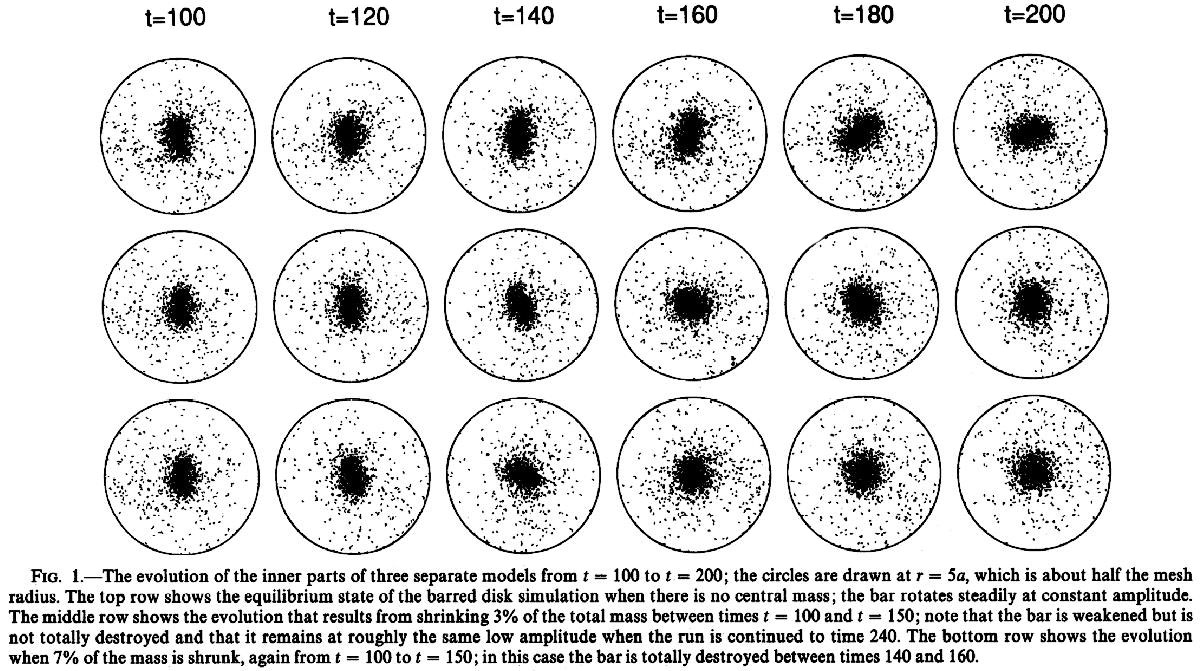 t=100 t=120 t=140 t=160 t=180 t=200
FIG. 1.—The evolution of the inner parts of three separate models from t = 100 to t = 200; the circles are drawn at r = 5a, which is about half the mesh
radius. The top row shows the equilibrium state of the barred disk simulation when there is no central mass; the bar rotates steadily at constant amplitude.
The middle row shows the evolution that results from shrinking 3% of the total mass between times t = 100 and t = 150; note that the bar is weakened but is
not totally destroyed and that it remains at roughly the same low amplitude when the run is continued to time 240. The bottom row shows the evolution
when 7% of the mass is shrunk, again from t = 100 to t = 150; in this case the bar is totally destroyed between times 140 and 160.